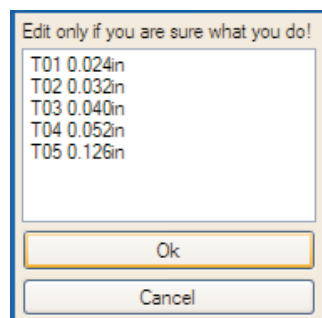 Edit only if you are sure what you do!
T01 0.024in
T02 0.032in
T03 0.040in
T04 0.052in
T05 0.126in
Ok
Cancel